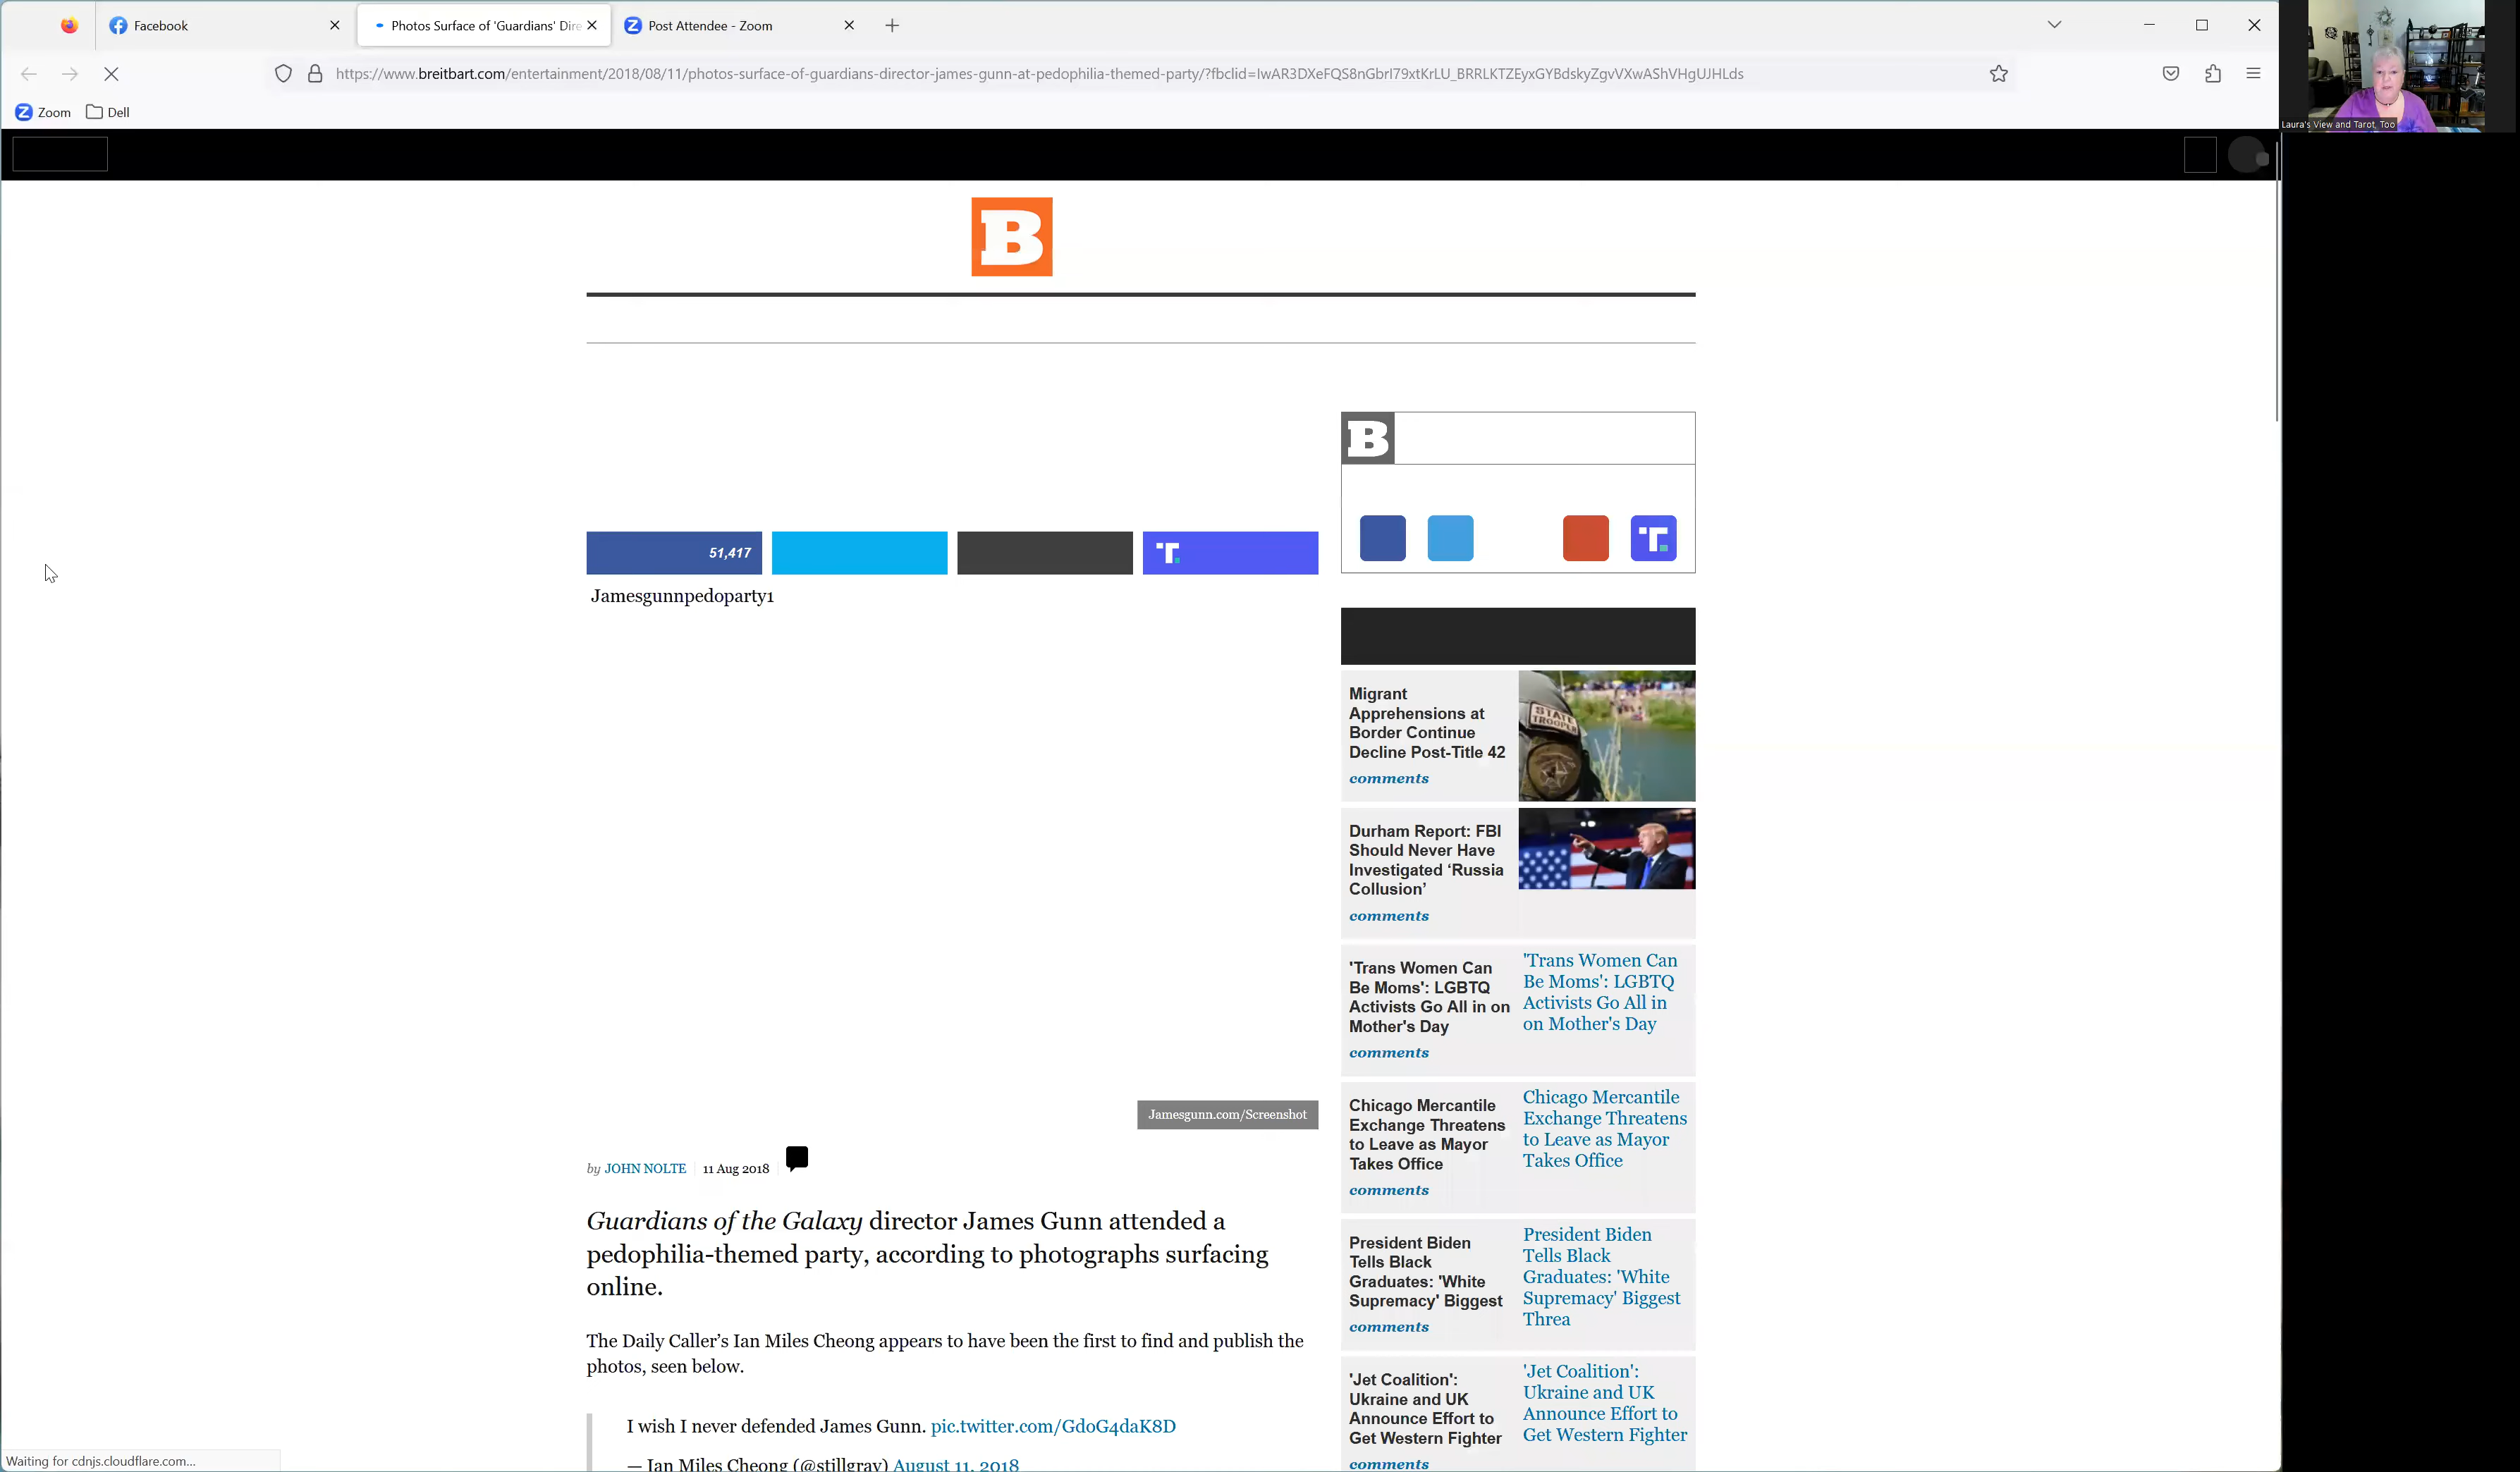 Facebook
Photos Surface of 'Guardians' Dire
Post Attendee - Zoom
https://www.breitbart.com/entertainment/2018/08/11/photos-surface-of-guardians-director-james-gunn-at-pedophilia-themed-party/?fbclid=IwAR3DXeFQS8nGbrI79xtKrLU_BRRLKTZEyxGYBdskyZgvVXwAShVHgUJHLds
Zoom
Dell
Laura's View and Tarot, Too
B
B
51,417
T.
T.
Jamesgunnpedoparty1
Jamesgunn.com/Screenshot
by JOHN NOLTE 11 Aug 2018
Guardians of the Galaxy director James Gunn attended a
pedophilia-themed party, according to photographs surfacing
online.
The Daily Caller's Ian Miles Cheong appears to have been the first to find and publish the
photos, seen below.
I wish I never defended James Gunn. pic.twitter.com/GdoG4daK8D
— Ian Miles Cheong (@stillgray) August 11, 2018
Migrant
Apprehensions at
Border Continue
Decline Post-Title 42
comments
STATE
TROOPER
Durham Report: FBI
Should Never Have
Investigated ‘Russia
Collusion’
comments
'Trans Women Can
Be Moms': LGBTQ
Activists Go All in on
Mother's Day
comments
'Trans Women Can
Be Moms': LGBTQ
Activists Go All in
on Mother's Day
Chicago Mercantile
Exchange Threatens
to Leave as Mayor
Takes Office
comments
Chicago Mercantile
Exchange Threatens
to Leave as Mayor
Takes Office
President Biden
Tells Black
Graduates: 'White
Supremacy' Biggest
comments
President Biden
Tells Black
Graduates: 'White
Supremacy' Biggest
Threa
'Jet Coalition':
Ukraine and UK
Announce Effort to
Get Western Fighter
comments
'Jet Coalition':
Ukraine and UK
Announce Effort to
Get Western Fighter
Waiting for cdnjs.cloudflare.com...